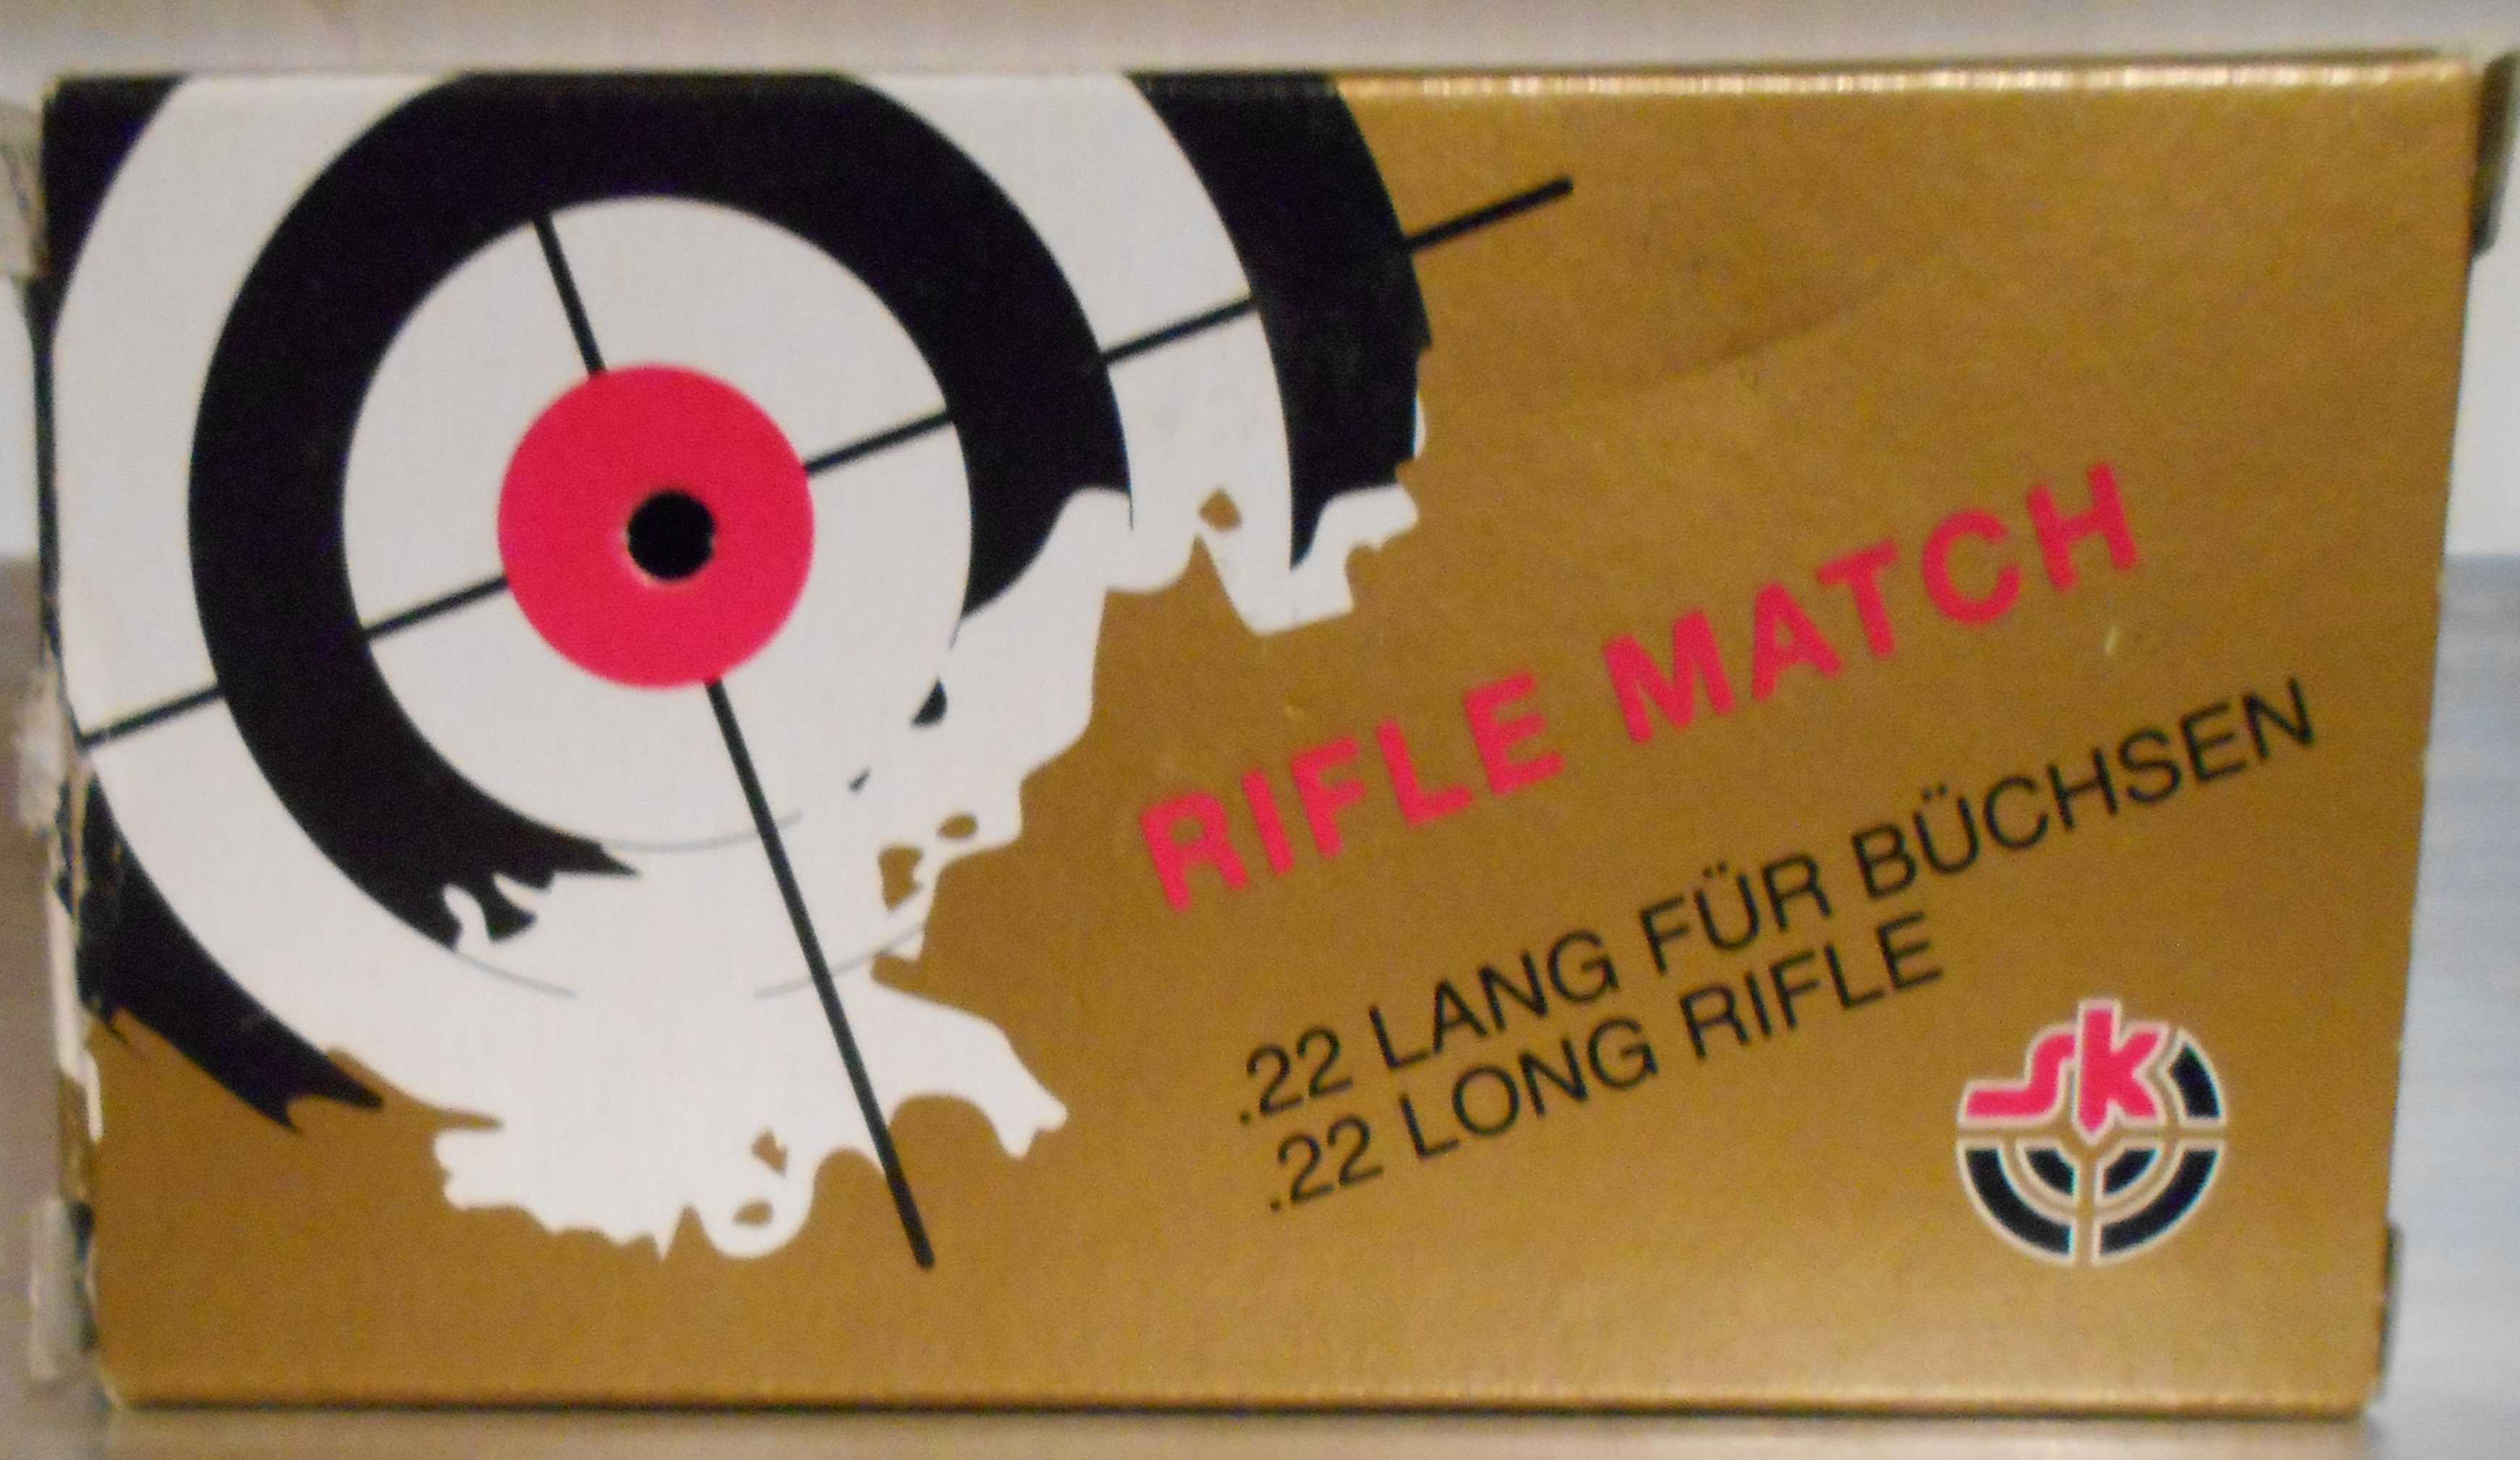 RIFLE MATCH
.22 LANG FÜR BÜCHSEN
.22 LONG RIFLE
sk